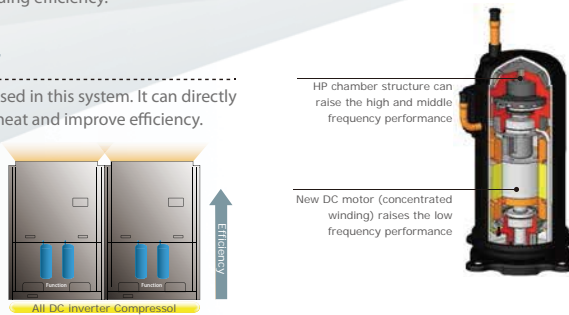 ding efficiency.
sed in this system. It can directly
heat and improve efficiency.
HP chamber structure can
raise the high and middle
frequency performance
New DC motor (concentrated
winding) raises the low
frequency performance
Efficiency
Function
Function
All DC inverter Compressol